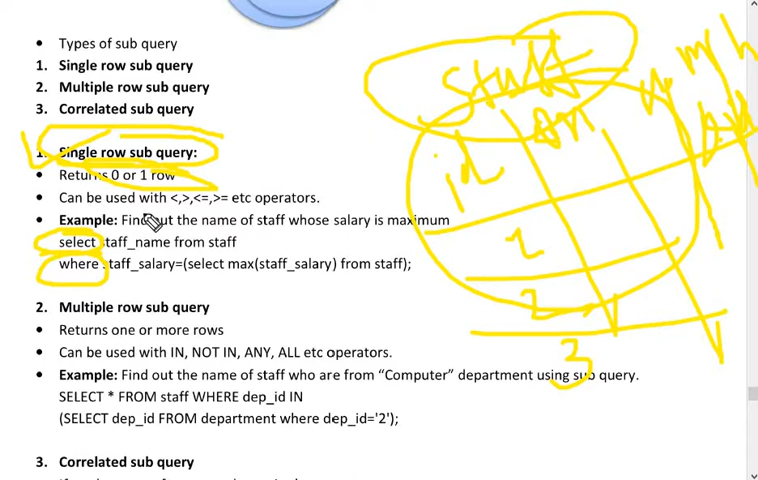 • Types of sub query
1. Single row sub query
2. Multiple row sub query
3. Correlated sub query
1. Single row sub query:
• Returns 0 or 1 row
• Can be used with <,>,<=,>= etc operators.
• Example: Find out the name of staff whose salary is maximum
select staff_name from staff
where staff_salary=(select max(staff_salary) from staff);
2. Multiple row sub query
• Returns one or more rows
• Can be used with IN, NOT IN, ANY, ALL etc operators.
• Example: Find out the name of staff who are from “Computer” department using sub query.
SELECT * FROM staff WHERE dep_id IN
(SELECT dep_id FROM department where dep_id='2');
3. Correlated sub query
id
2
3